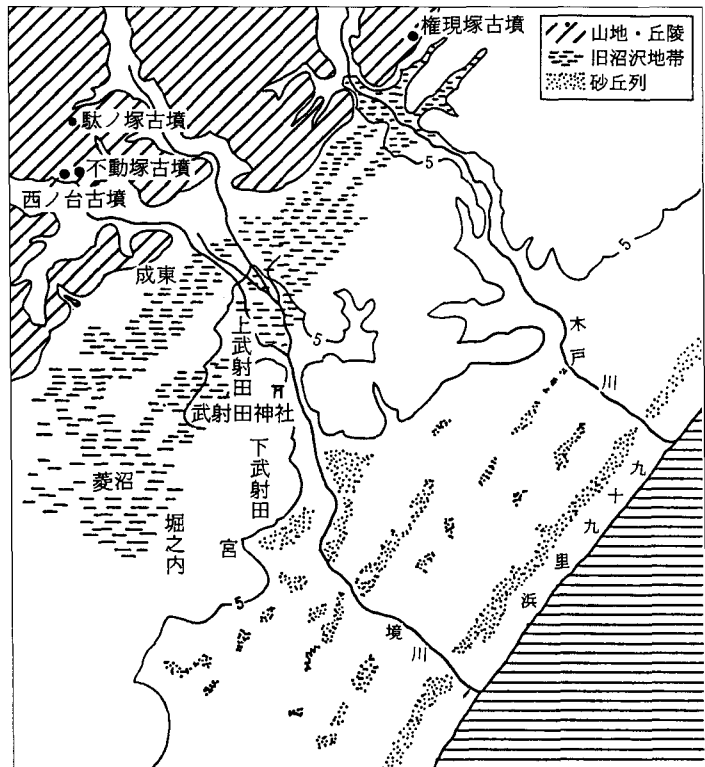 権現塚古墳
山地・丘陵
旧沼沢地帯
砂丘列
駄ノ塚古墳
不動塚古墳
西ノ台古墳
成東
上武射田
武射田神社
下武射田
菱沼
堀之内
宮
5
5
5
5
木戸川
九十九里浜
境川